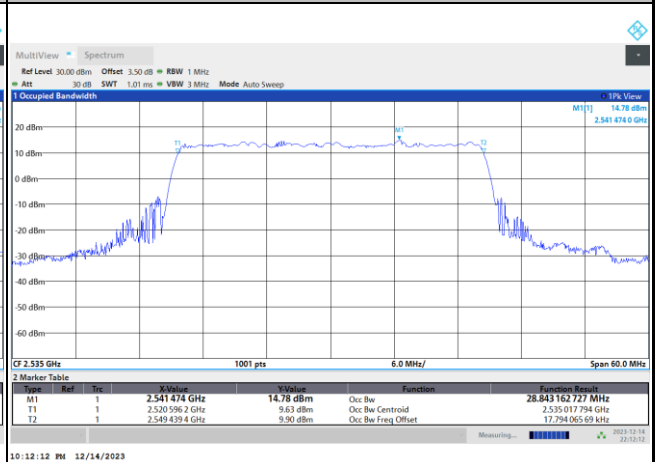 MultiView Spectrum
Ref Level 30.00 dBm Offset 3.50 dB RBW 1 MHz
Att 30 dB SWT 1.01 ms VBW 3 MHz Mode Auto Sweep
1 Occupied Bandwidth 1Pk View
M1[1] 14.78 dBm
2.541 474 0 GHz
20 dBm
M1
T1
T2
10 dBm
0 dBm
-10 dBm
-20 dBm
-30 dBm
-40 dBm
-50 dBm
-60 dBm
CF 2.535 GHz 1001 pts 6.0 MHz/ Span 60.0 MHz
2 Marker Table
Type Ref Trc X-Value Y-Value Function Function Result
M1 1 2.541 474 GHz 14.78 dBm Occ Bw 28.843 162 727 MHz
T1 1 2.520 596 2 GHz 9.63 dBm Occ Bw Centroid 2.535 017 794 GHz
T2 1 2.549 439 4 GHz 9.90 dBm Occ Bw Freq Offset 17.794 065 69 kHz
Measuring... 2023-12-14
22:12:12
10:12:12 PM 12/14/2023